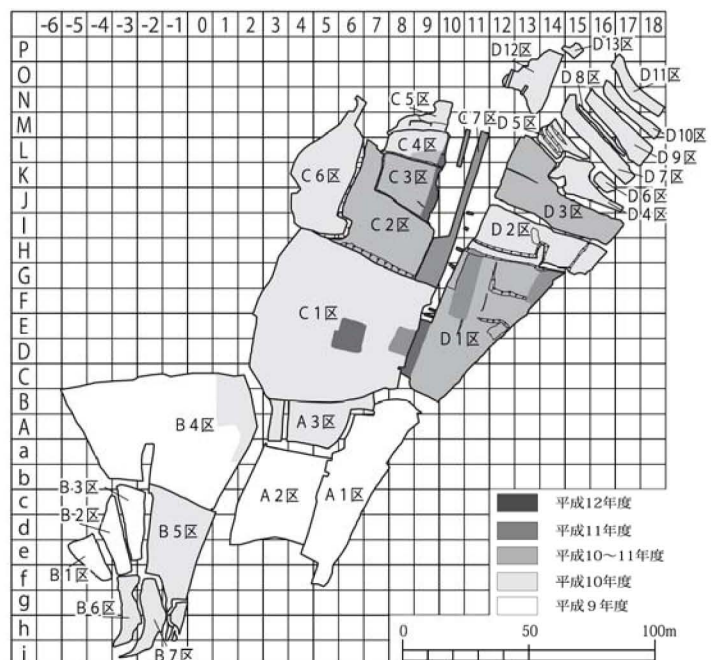 -6 -5 -4 -3 -2 -1 0 1 2 3 4 5 6 7 8 9 10 11 12 13 14 15 16 17 18
P
O
N
M
L
K
J
I
H
G
F
E
D
C
B
A
a
b
c
d
e
f
g
h
i
D12区
D13区
D11区
D8区
C5区
C7区
D5区
D10区
C4区
D9区
C6区
C3区
D7区
D6区
D3区
D4区
C2区
D2区
C1区
D1区
A3区
B4区
B3区
A2区
A1区
B2区
B5区
B1区
B6区
B7区
平成12年度
平成11年度
平成10～11年度
平成10年度
平成9年度
0 50 100m